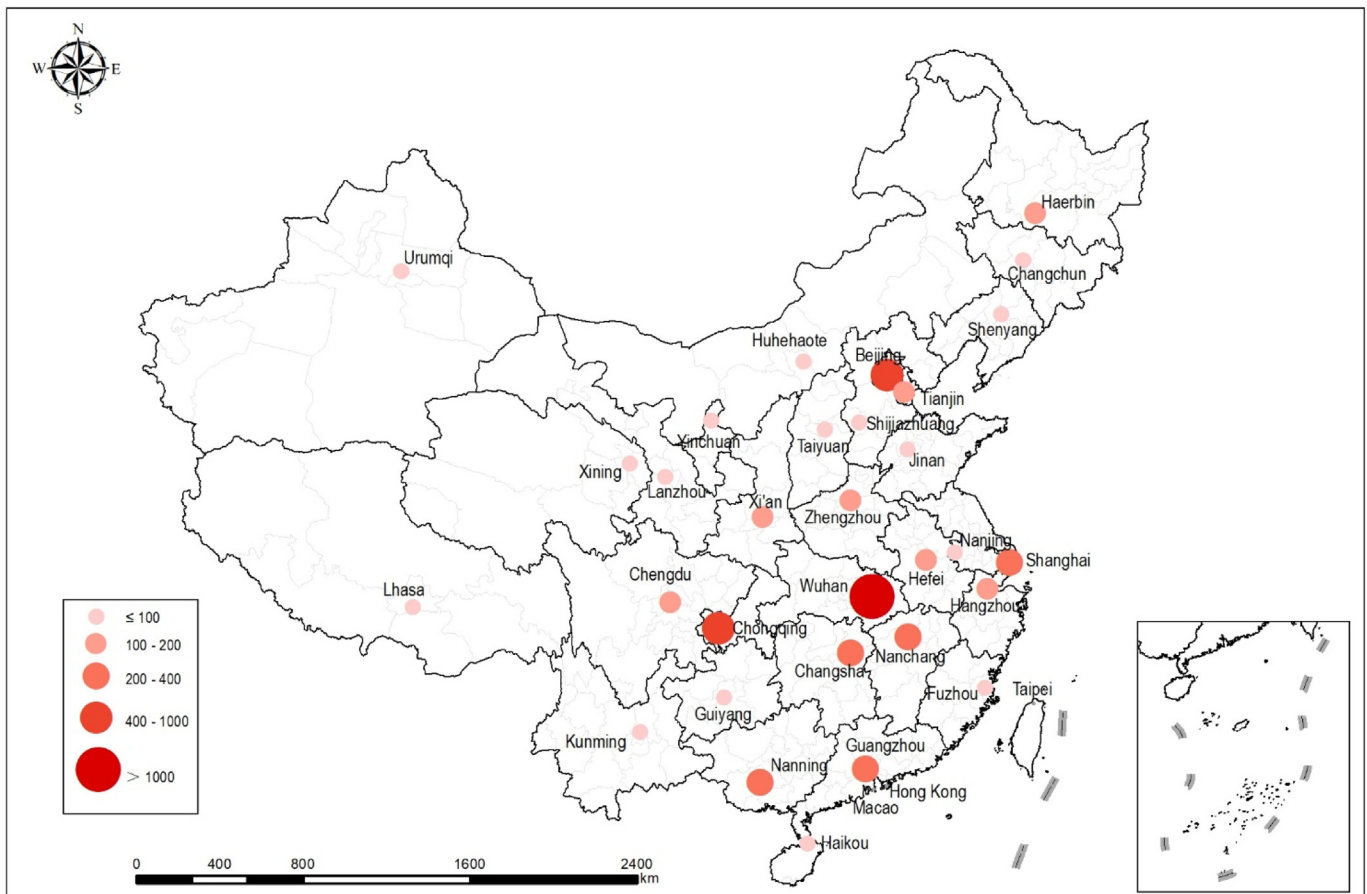 N
W E
S
Haerbin
Urumqi
Changchun
Shenyang
Huhehaote
Beijing
Tianjin
Yinchuan
Taiyuan
Shijiazhuang
Jinan
Xining
Lanzhou
Xi'an
Zhengzhou
Nanjing
Shanghai
Hefei
Chengdu
Wuhan
Hangzhou
Lhasa
Chongqing
Nanchang
Changsha
Fuzhou
Taipei
Guiyang
Kunming
Guangzhou
Nanning
Hong Kong
Macao
Haikou
≤ 100
100 - 200
200 - 400
400 - 1000
> 1000
0 400 800 1600 2400
km